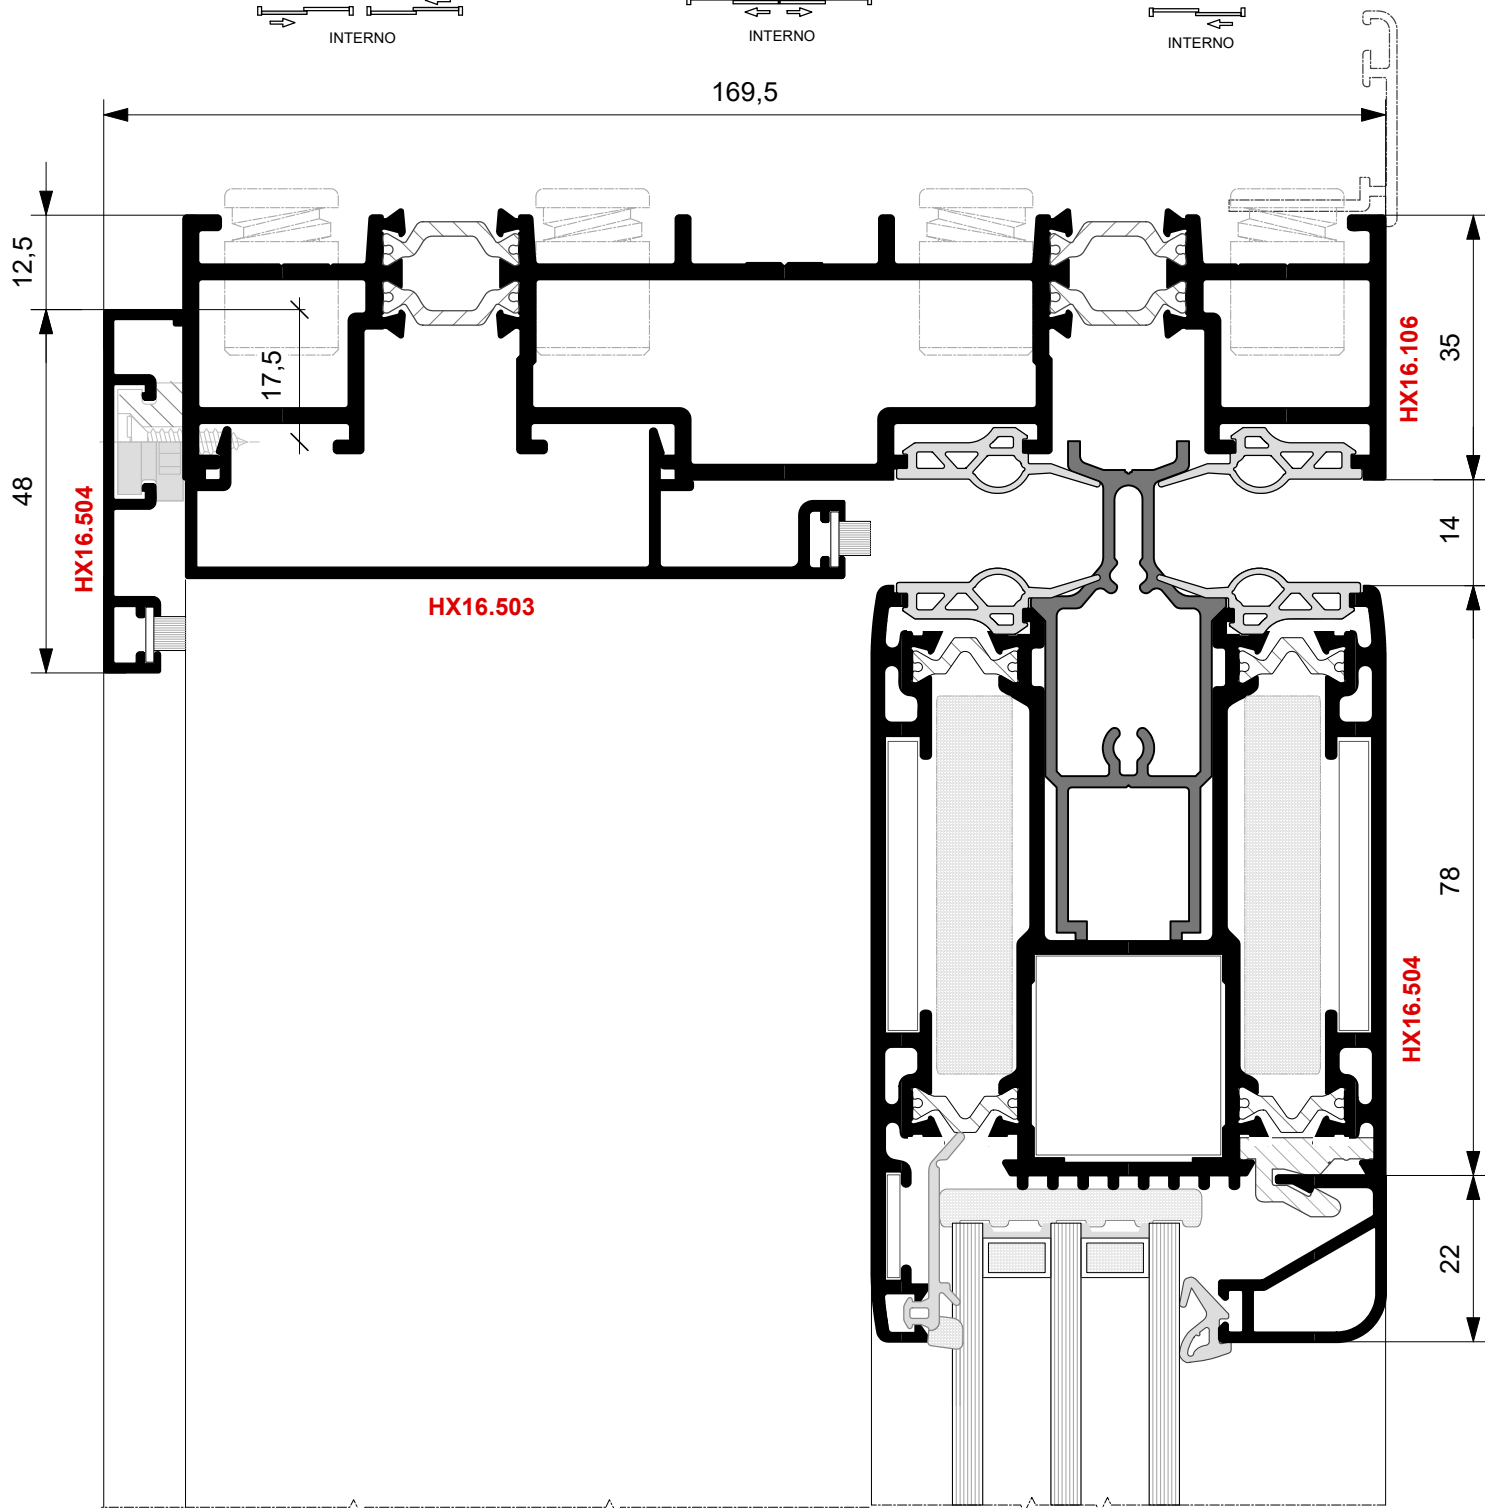 INTERNO
INTERNO
INTERNO
169,5
12,5
17,5
48
HX16.504
HX16.503
HX16.106
35
14
78
HX16.504
22